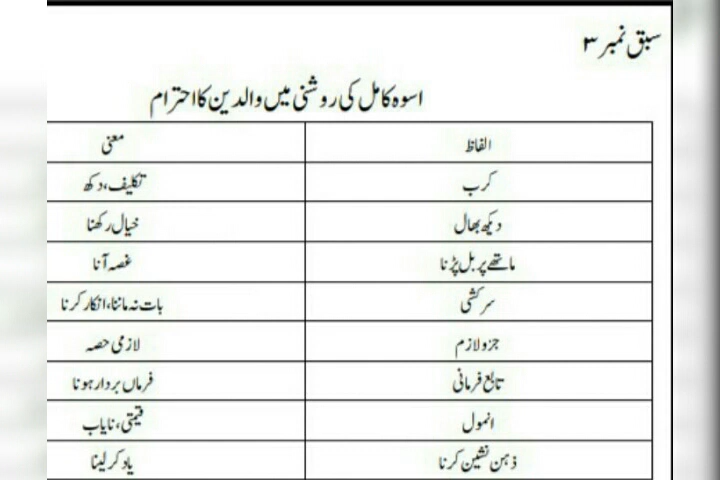 سبق نمبر ۳
اسوہ کامل کی روشنی میں والدین کا احترام
الفاظ معنی
کرب تکلیف، دکھ
دیکھ بھال خیال رکھنا
ماتھے پر بل پڑنا غصہ آنا
سرکشی بات نہ ماننا، انکار کرنا
جزو لازم لازمی حصہ
تابع فرمانی فرماں بردار ہونا
انمول قیمتی، نایاب
ذہن نشین کرنا یاد کر لینا